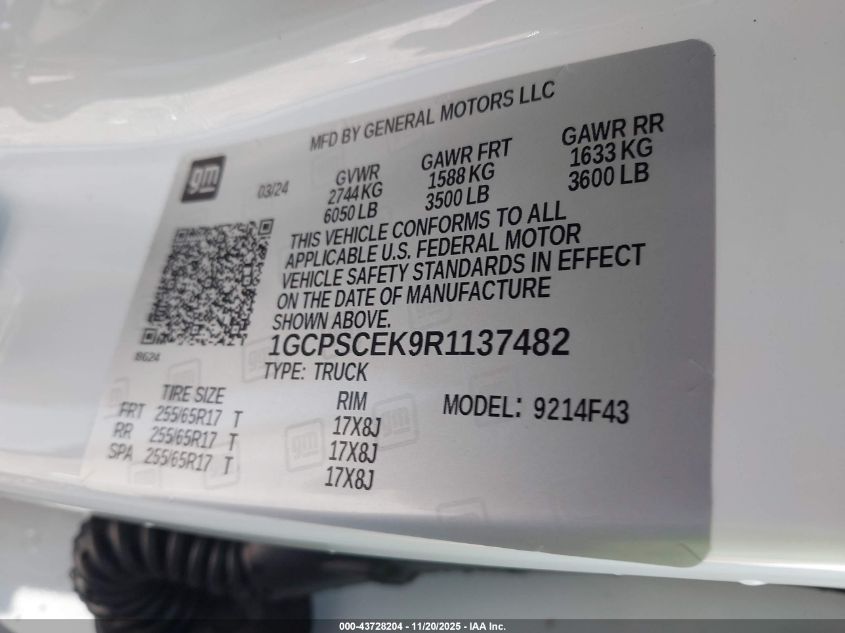 MFD BY GENERAL MOTORS LLC
gm
03/24
GVWR
2744 KG
6050 LB
GAWR FRT
1588 KG
3500 LB
GAWR RR
1633 KG
3600 LB
THIS VEHICLE CONFORMS TO ALL
APPLICABLE U.S. FEDERAL MOTOR
VEHICLE SAFETY STANDARDS IN EFFECT
ON THE DATE OF MANUFACTURE
SHOWN ABOVE.
1GCPSCEK9R1137482
TYPE: TRUCK
TIRE SIZE RIM MODEL: 9214F43
FRT 255/65R17 T 17X8J
RR 255/65R17 T 17X8J
SPA 255/65R17 T 17X8J
000-43728204 - 11/20/2025 - IAA Inc.